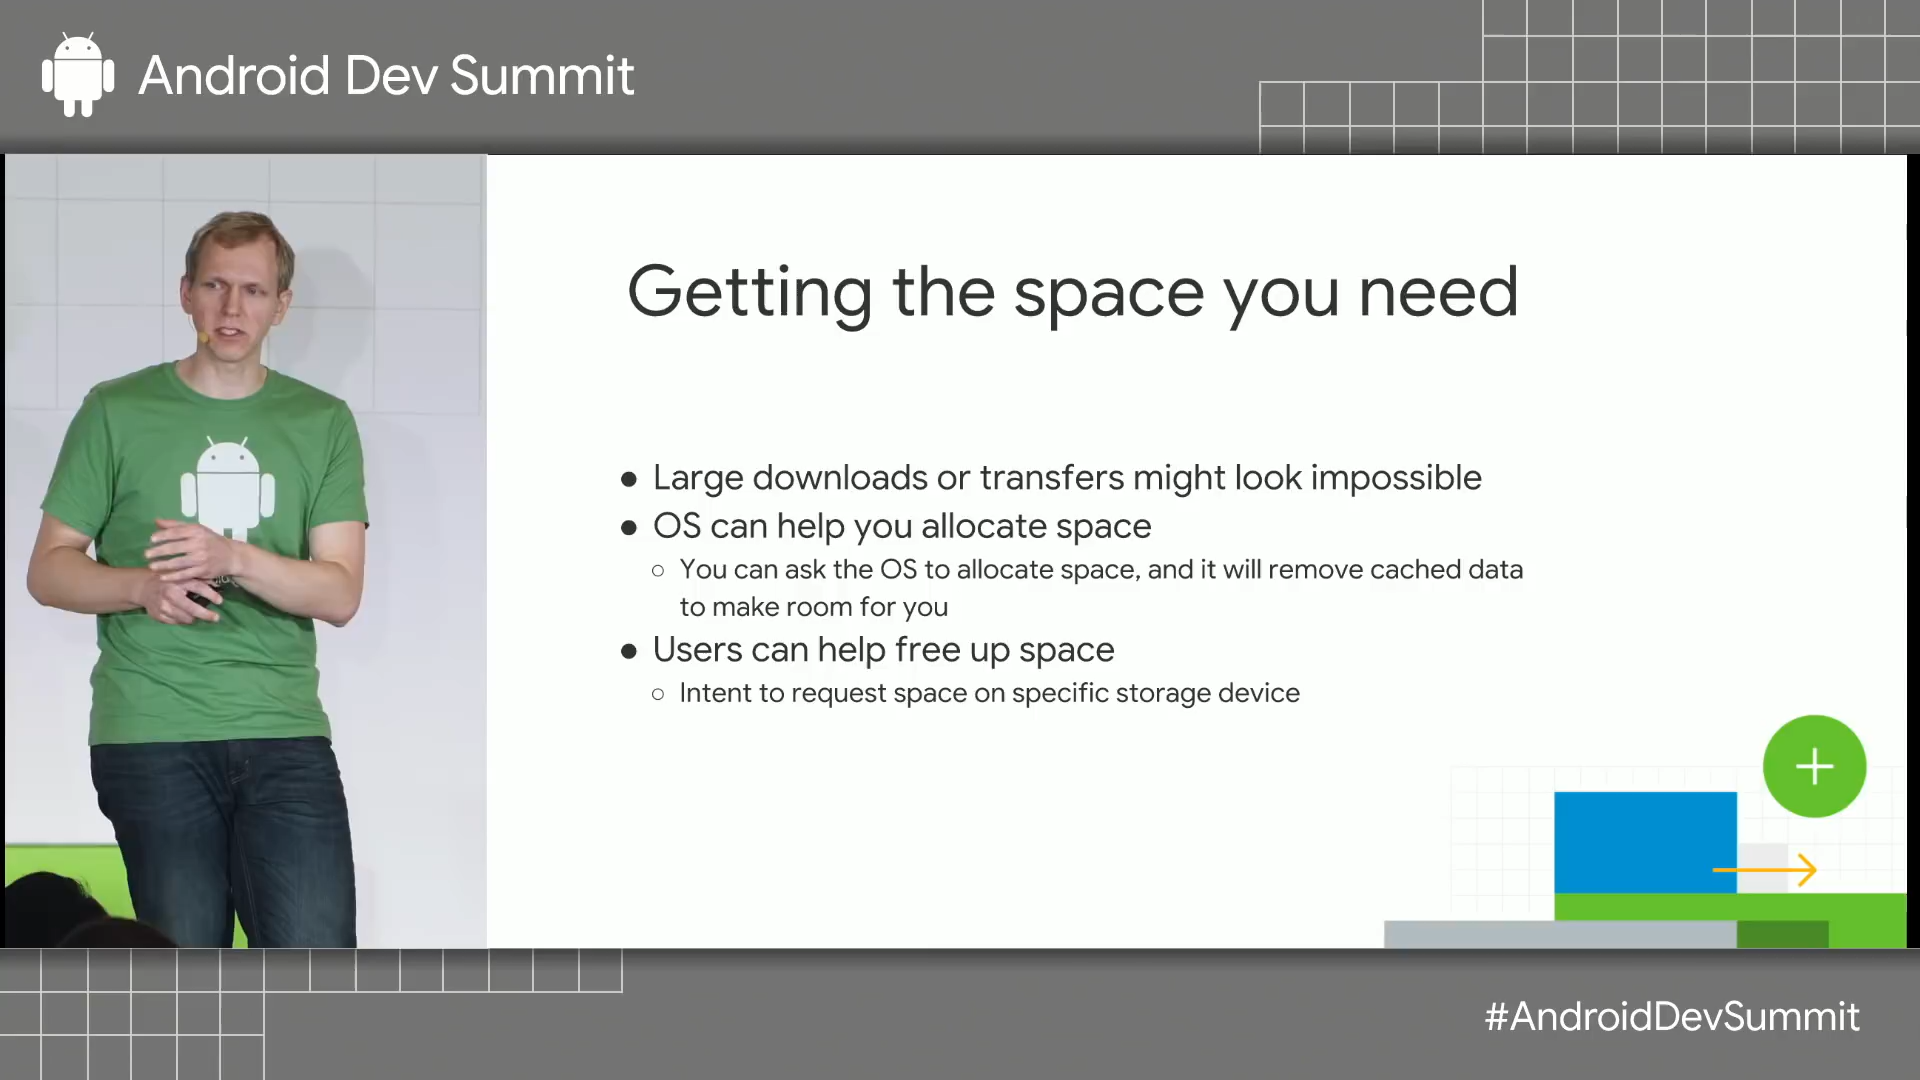 Android Dev Summit
Getting the space you need
● Large downloads or transfers might look impossible
● OS can help you allocate space
○ You can ask the OS to allocate space, and it will remove cached data
to make room for you
● Users can help free up space
○ Intent to request space on specific storage device
#AndroidDevSummit